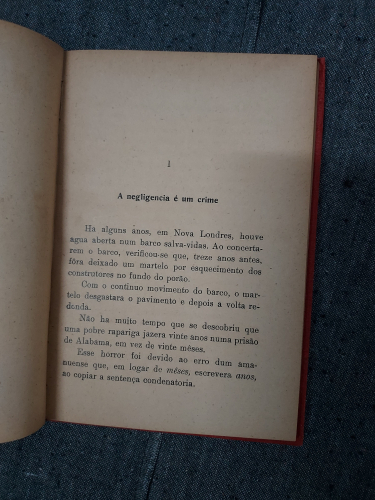 I
A negligencia é um crime
Ha alguns anos, em Nova Londres, houve
agua aberta num barco salva-vidas. Ao concerta-
rem o barco, verificou-se que, treze anos antes,
fôra deixado um martelo por esquecimento dos
construtores no fundo do porão.
Com o continuo movimento do barco, o mar-
telo desgastara o pavimento e depois a volta re-
donda.
Não ha muito tempo que se descobriu que
uma pobre rapariga jazera vinte anos numa prisão
de Alabama, em vez de vinte mêses.
Esse horror foi devido ao erro dum ama-
nuense que, em logar de mêses, escrevera anos,
ao copiar a sentença condenatoria.